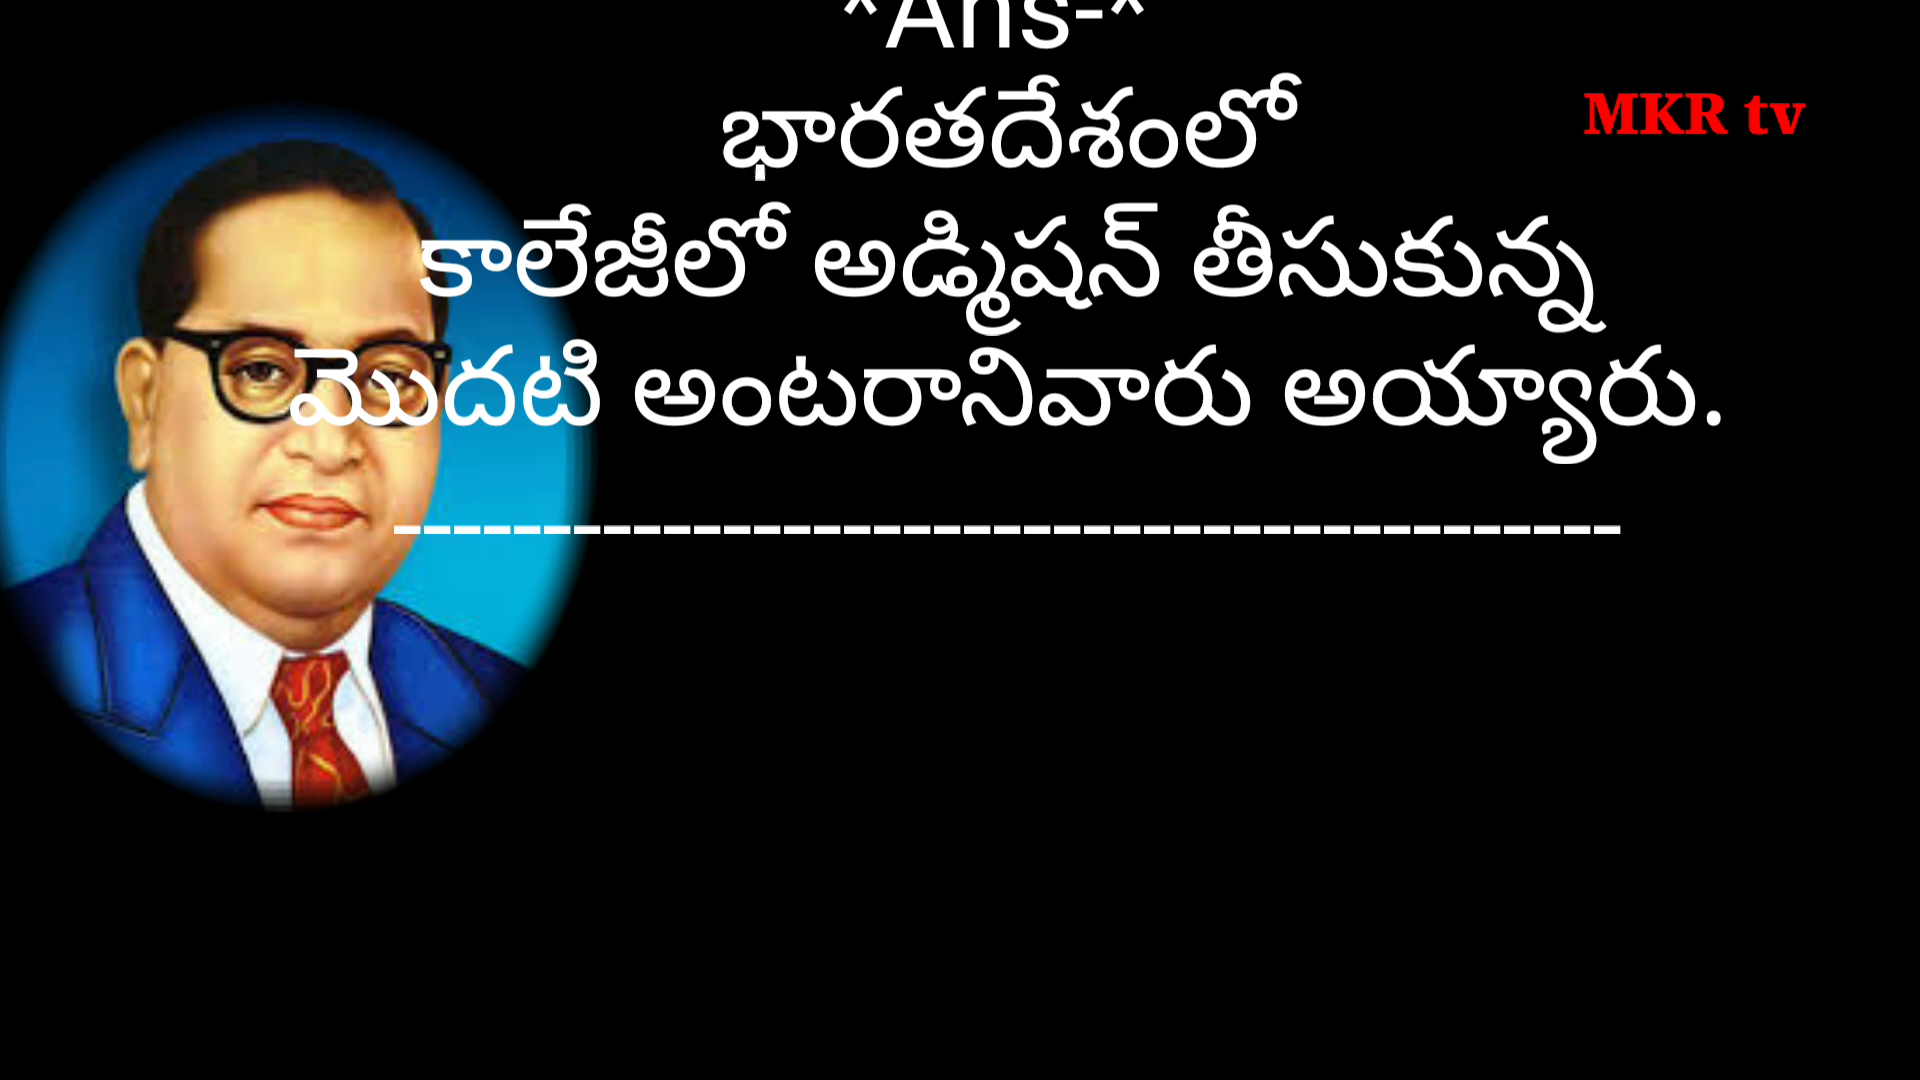 *Ans-*
భారతదేశంలో
MKR tv
కాలేజీలో అడ్మిషన్ తీసుకున్న
మొదటి అంటరానివారు అయ్యారు.
-----------------------------------------